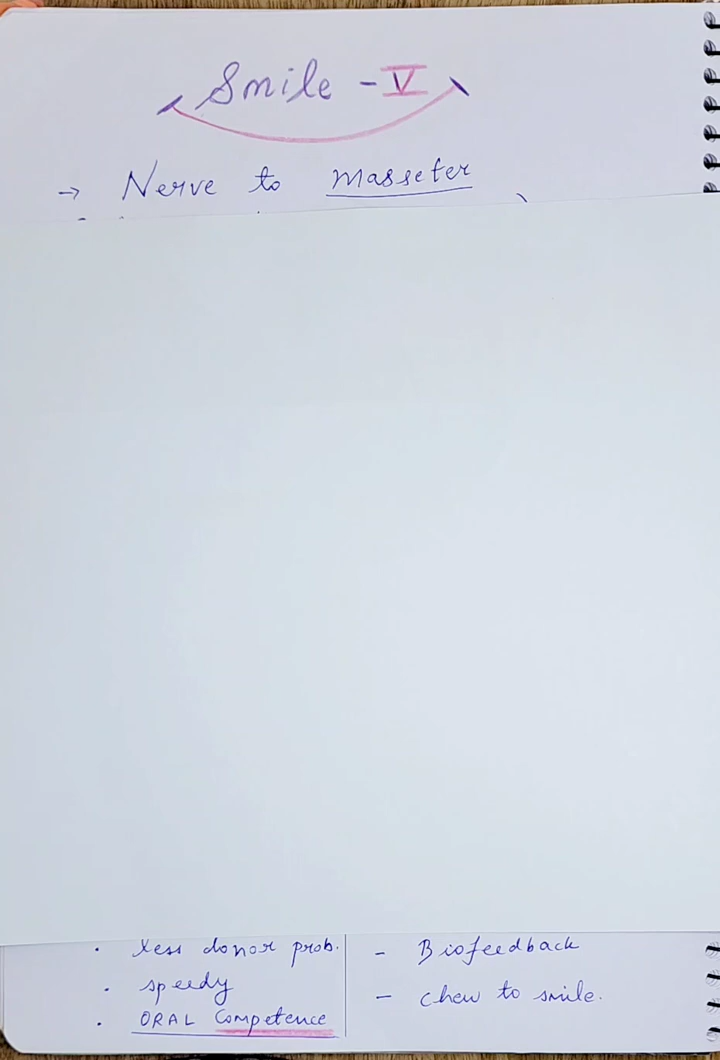 Smile - V
→ Nerve to masseter
. less donor prob.
. speedy
. ORAL Competence
- Biofeedback
- chew to smile.